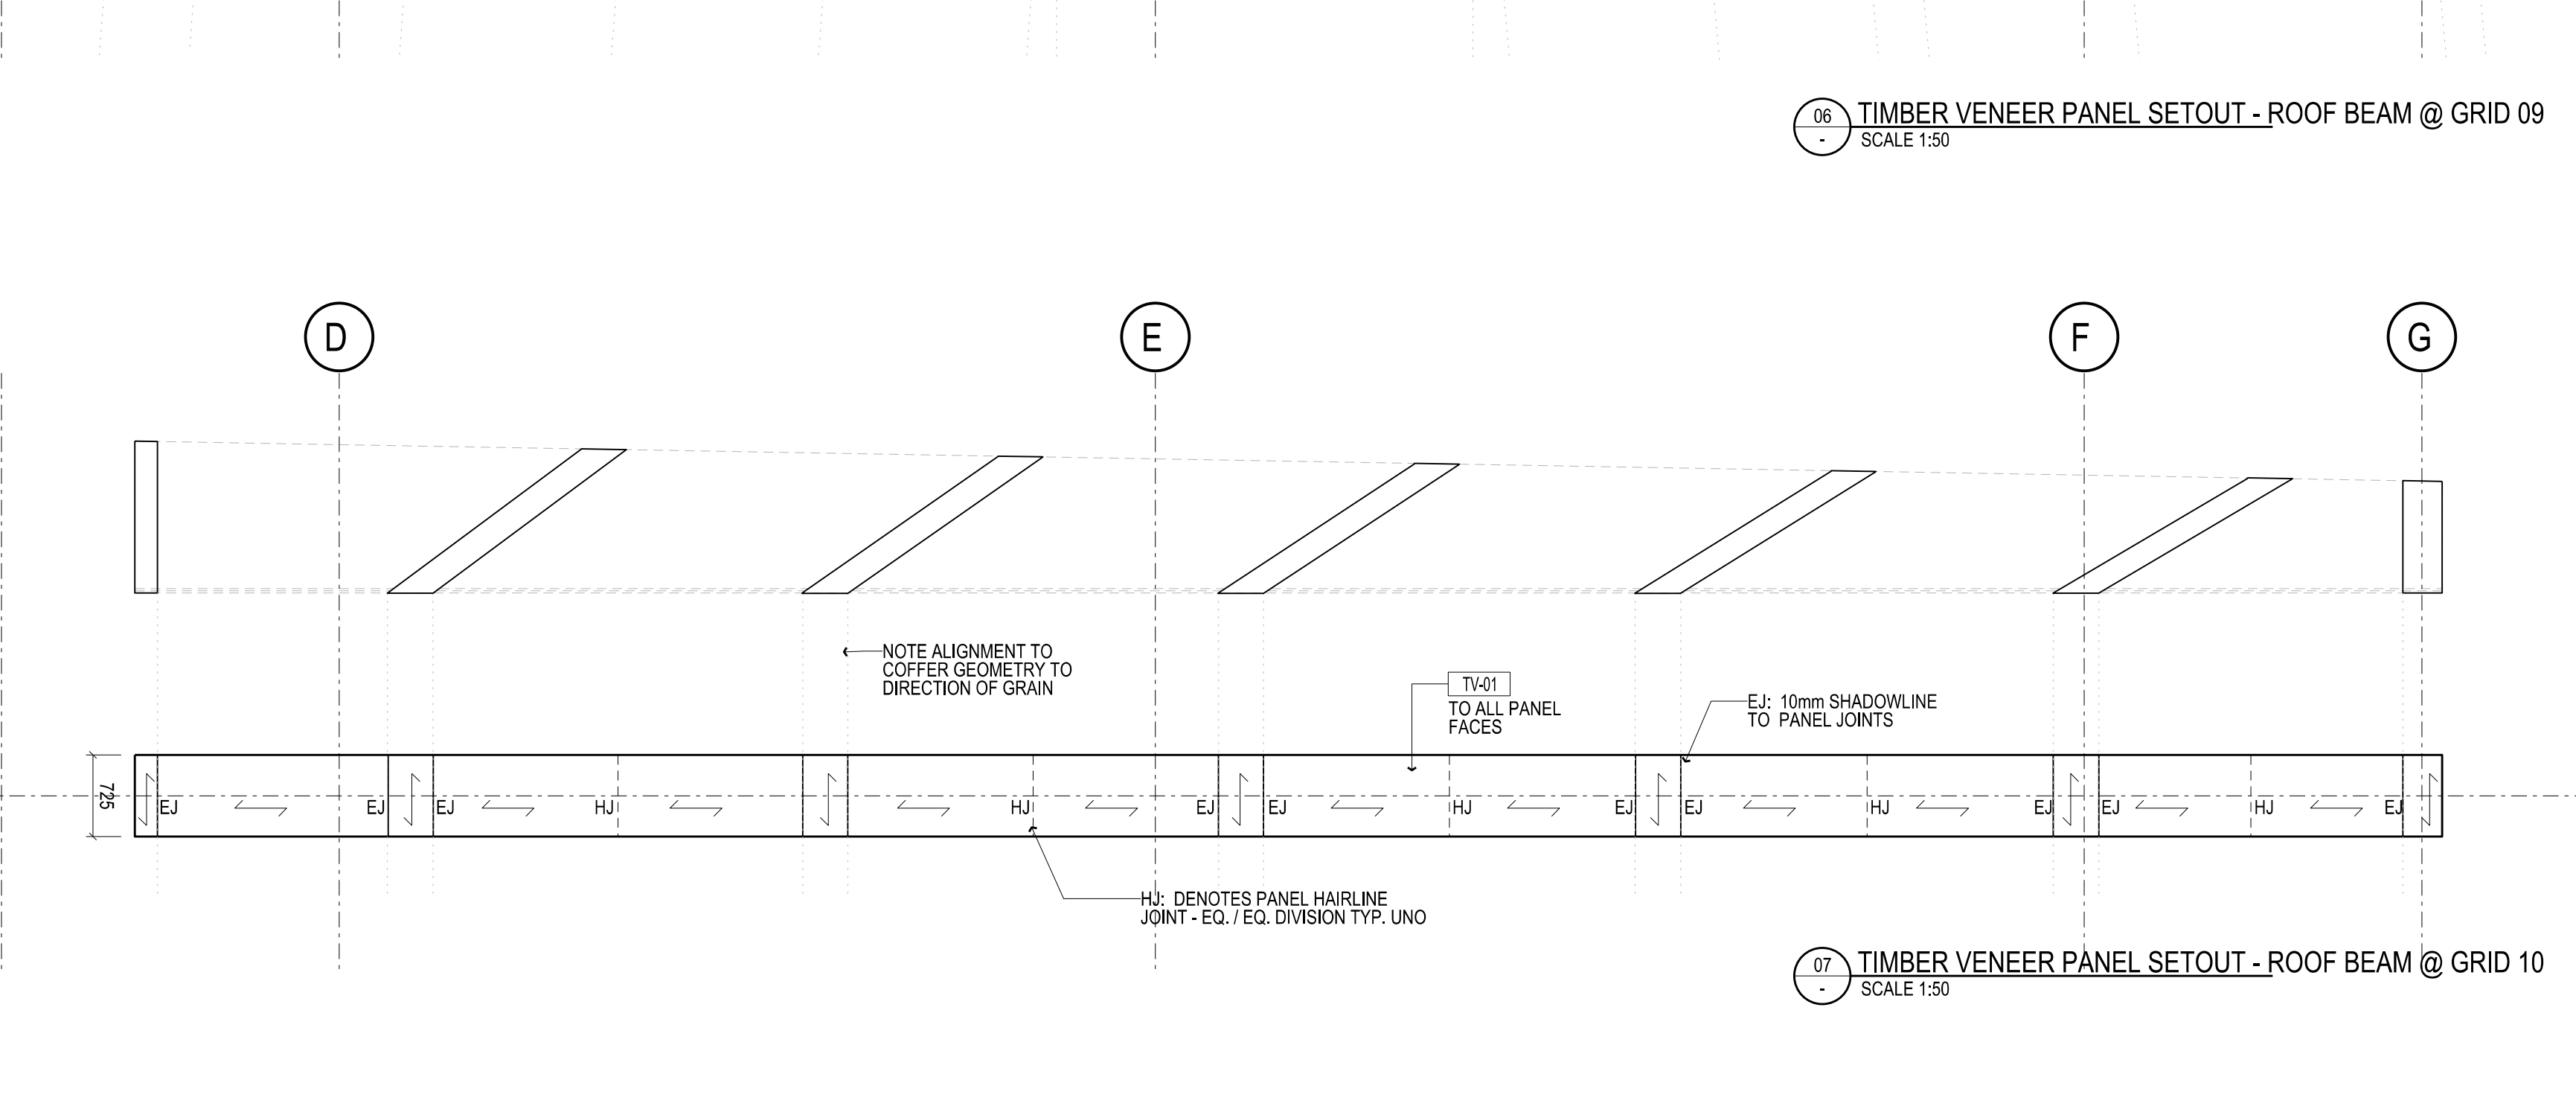 06
TIMBER VENEER PANEL SETOUT - ROOF BEAM @ GRID 09
-
SCALE 1:50
D
E
F
G
NOTE ALIGNMENT TO
COFFER GEOMETRY TO
DIRECTION OF GRAIN
TV-01
TO ALL PANEL
FACES
EJ: 10mm SHADOWLINE
TO PANEL JOINTS
725
EJ EJ EJ HJ HJ EJ EJ HJ EJ EJ HJ EJ EJ HJ EJ
HJ: DENOTES PANEL HAIRLINE
JOINT - EQ. / EQ. DIVISION TYP. UNO
07
TIMBER VENEER PANEL SETOUT - ROOF BEAM @ GRID 10
-
SCALE 1:50